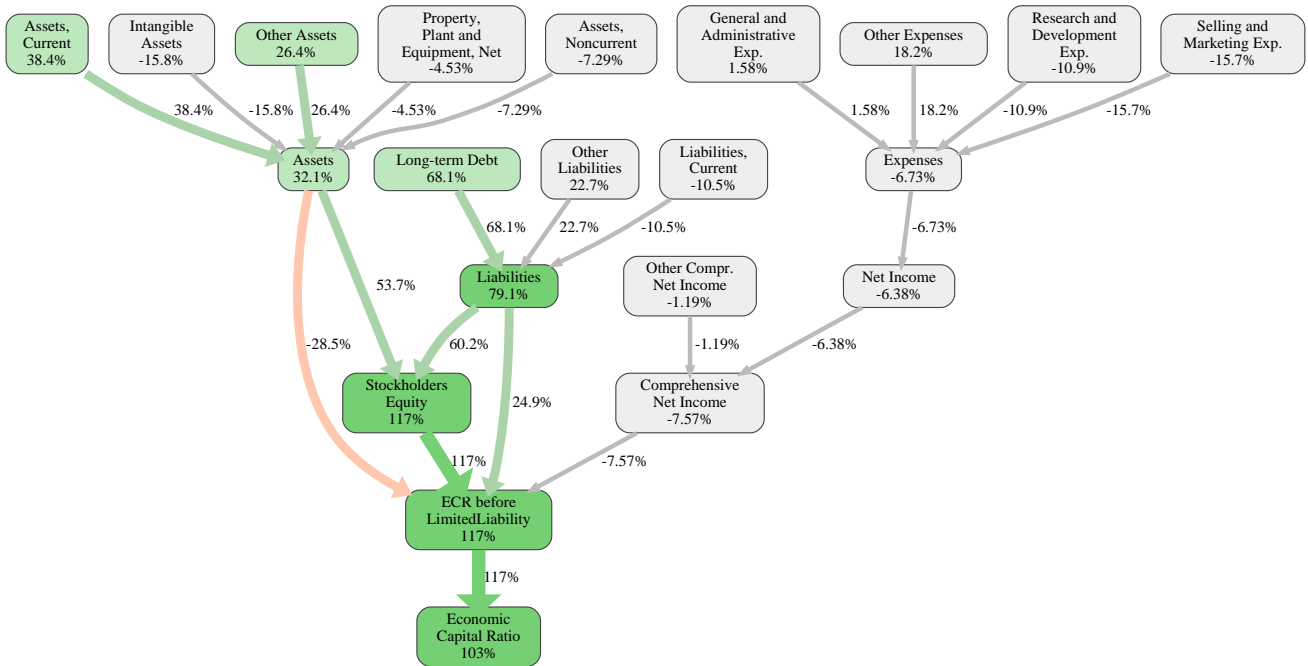 Assets,
Current
38.4%
Intangible
Assets
-15.8%
Other Assets
26.4%
Property,
Plant and
Equipment, Net
-4.53%
Assets,
Noncurrent
-7.29%
General and
Administrative
Exp.
1.58%
Other Expenses
18.2%
Research and
Development
Exp.
-10.9%
Selling and
Marketing Exp.
-15.7%
38.4%
-15.8%
26.4%
-4.53%
-7.29%
1.58%
18.2%
-10.9%
-15.7%
Assets
32.1%
Long-term Debt
68.1%
Other
Liabilities
22.7%
Liabilities,
Current
-10.5%
Expenses
-6.73%
68.1%
22.7%
-10.5%
-6.73%
53.7%
Liabilities
79.1%
Other Compr.
Net Income
-1.19%
Net Income
-6.38%
-28.5%
60.2%
-1.19%
-6.38%
Stockholders
Equity
117%
24.9%
Comprehensive
Net Income
-7.57%
117%
-7.57%
ECR before
LimitedLiability
117%
117%
Economic
Capital Ratio
103%